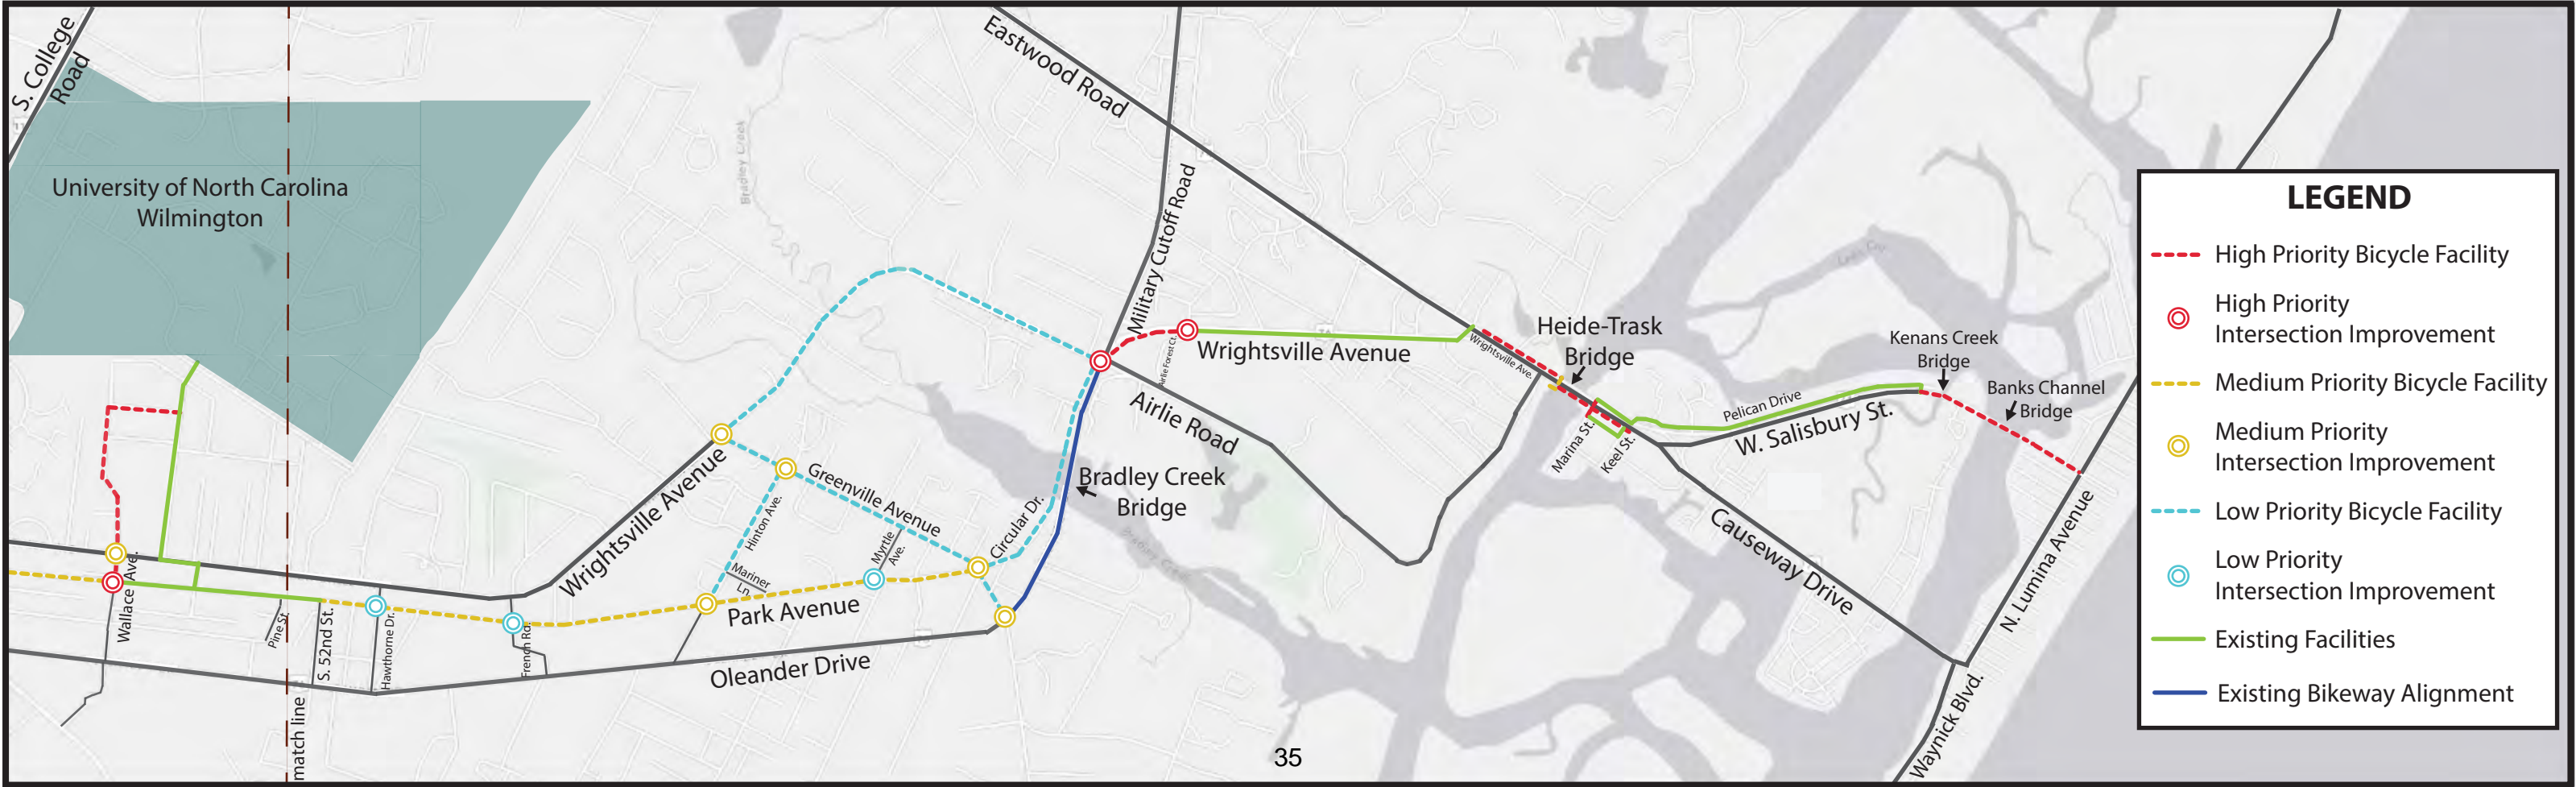 S. College
Road
University of North Carolina
Wilmington
Bradley Creek
Eastwood Road
Military Cutoff Road
Airlie Forest Ct.
Wrightsville Avenue
Wrightsville Ave.
Heide-Trask
Bridge
Kenans Creek
Bridge
Banks Channel
Bridge
Pelican Drive
W. Salisbury St.
Marina St.
Keel St.
Airlie Road
Bradley Creek
Bridge
Circular Dr.
Greenville Avenue
Hinton Ave.
Myrtle
Ave.
Mariner
Ln
Wrightsville Avenue
Park Avenue
Oleander Drive
Wallace Ave.
Pine St.
S. 52nd St.
Hawthorne Dr.
French Rd.
match line
Causeway Drive
N. Lumina Avenue
Waynick Blvd.
35
LEGEND
High Priority Bicycle Facility
High Priority
Intersection Improvement
Medium Priority Bicycle Facility
Medium Priority
Intersection Improvement
Low Priority Bicycle Facility
Low Priority
Intersection Improvement
Existing Facilities
Existing Bikeway Alignment